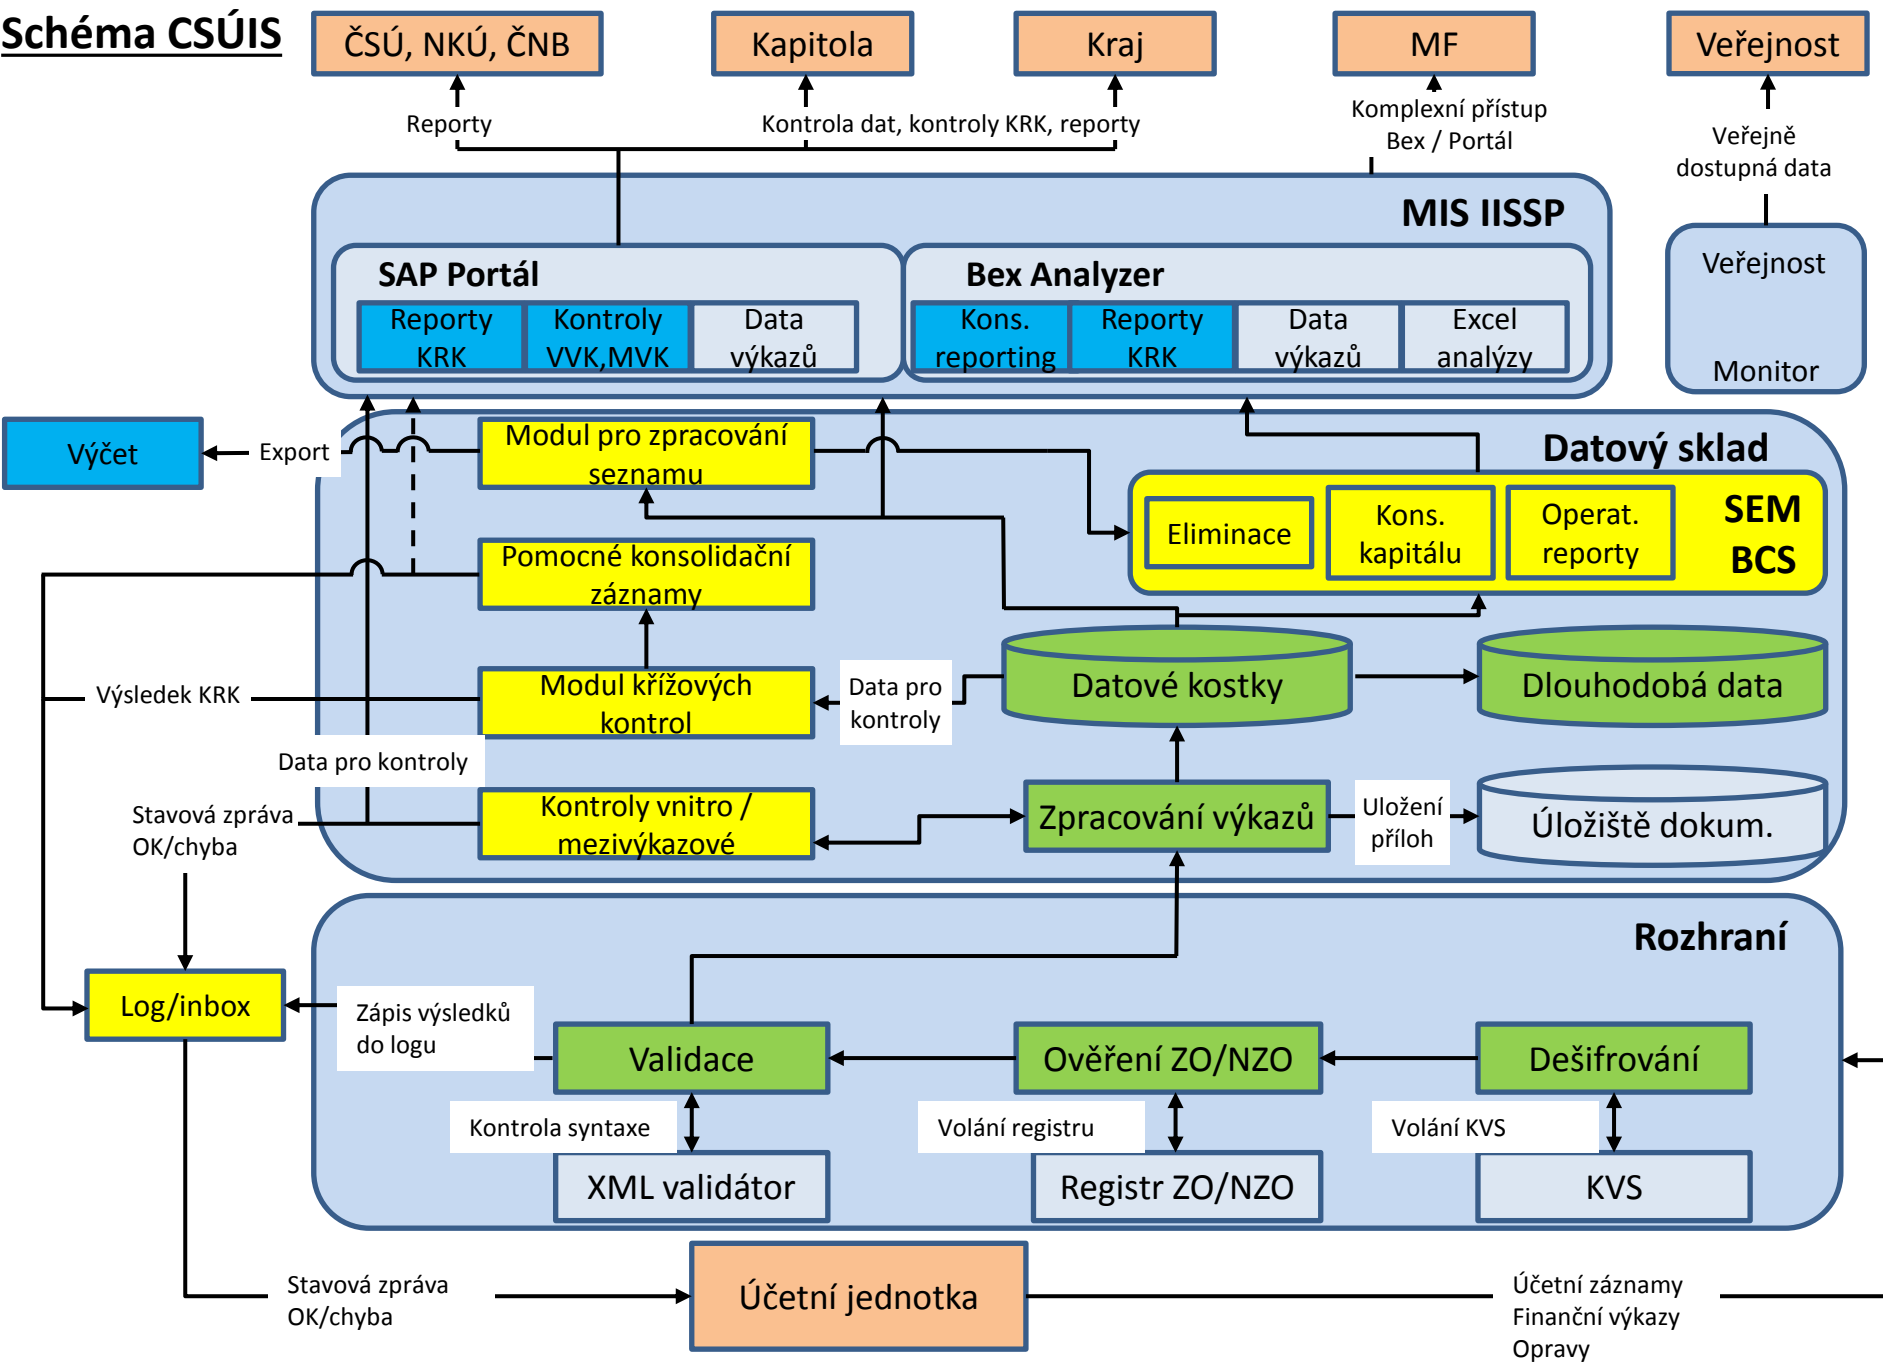 Schéma CSÚIS
ČSÚ, NKÚ, ČNB
Kapitola
Kraj
MF
Veřejnost
Reporty
Kontrola dat, kontroly KRK, reporty
Komplexní přístup
Bex / Portál
Veřejně
dostupná data
MIS IISSP
SAP Portál
Reporty
KRK
Kontroly
VVK,MVK
Data
výkazů
Bex Analyzer
Kons.
reporting
Reporty
KRK
Data
výkazů
Excel
analýzy
Veřejnost
Monitor
Výčet
Export
Modul pro zpracování
seznamu
Datový sklad
Eliminace
Kons.
kapitálu
Operat.
reporty
SEM
BCS
Pomocné konsolidační
záznamy
Výsledek KRK
Modul křížových
kontrol
Data pro
kontroly
Datové kostky
Dlouhodobá data
Data pro kontroly
Stavová zpráva
OK/chyba
Kontroly vnitro /
mezivýkazové
Zpracování výkazů
Uložení
příloh
Úložiště dokum.
Rozhraní
Log/inbox
Zápis výsledků
do logu
Validace
Ověření ZO/NZO
Dešifrování
Kontrola syntaxe
Volání registru
Volání KVS
XML validátor
Registr ZO/NZO
KVS
Stavová zpráva
OK/chyba
Účetní jednotka
Účetní záznamy
Finanční výkazy
Opravy